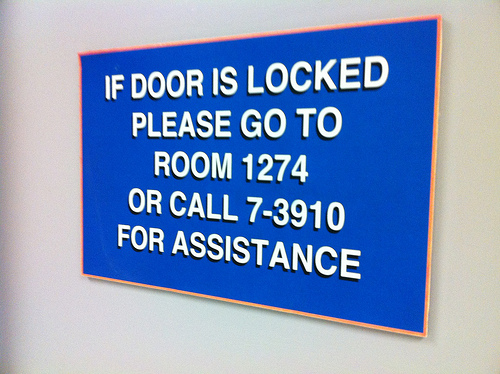 IF DOOR IS LOCKED
PLEASE GO TO
ROOM 1274
OR CALL 7-3910
FOR ASSISTANCE